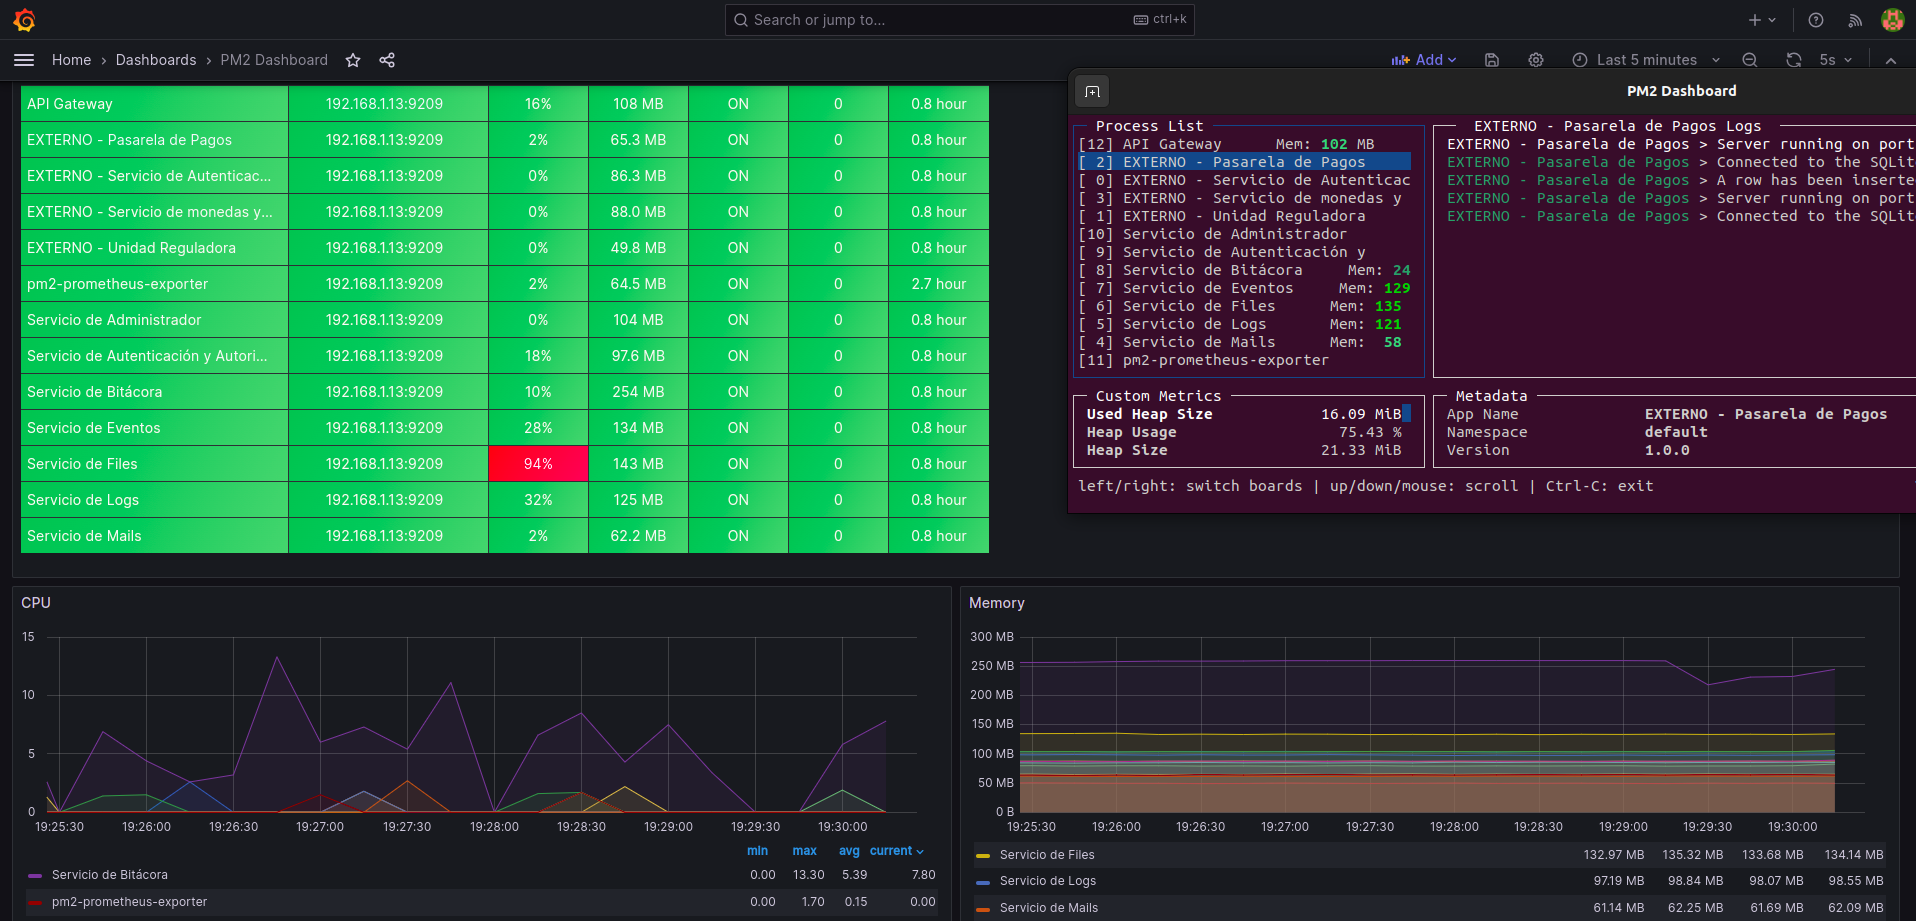 Search or jump to...
ctrl+k
Home › Dashboards › PM2 Dashboard
Add
Last 5 minutes
5s
API Gateway 192.168.1.13:9209 16% 108 MB ON 0 0.8 hour
EXTERNO - Pasarela de Pagos 192.168.1.13:9209 2% 65.3 MB ON 0 0.8 hour
EXTERNO - Servicio de Autenticac... 192.168.1.13:9209 0% 86.3 MB ON 0 0.8 hour
EXTERNO - Servicio de monedas y... 192.168.1.13:9209 0% 88.0 MB ON 0 0.8 hour
EXTERNO - Unidad Reguladora 192.168.1.13:9209 0% 49.8 MB ON 0 0.8 hour
pm2-prometheus-exporter 192.168.1.13:9209 2% 64.5 MB ON 0 2.7 hour
Servicio de Administrador 192.168.1.13:9209 0% 104 MB ON 0 0.8 hour
Servicio de Autenticación y Autori... 192.168.1.13:9209 18% 97.6 MB ON 0 0.8 hour
Servicio de Bitácora 192.168.1.13:9209 10% 254 MB ON 0 0.8 hour
Servicio de Eventos 192.168.1.13:9209 28% 134 MB ON 0 0.8 hour
Servicio de Files 192.168.1.13:9209 94% 143 MB ON 0 0.8 hour
Servicio de Logs 192.168.1.13:9209 32% 125 MB ON 0 0.8 hour
Servicio de Mails 192.168.1.13:9209 2% 62.2 MB ON 0 0.8 hour
PM2 Dashboard
Process List
[12] API Gateway Mem: 102 MB
[ 2] EXTERNO - Pasarela de Pagos
[ 0] EXTERNO - Servicio de Autenticac
[ 3] EXTERNO - Servicio de monedas y
[ 1] EXTERNO - Unidad Reguladora
[10] Servicio de Administrador
[ 9] Servicio de Autenticación y
[ 8] Servicio de Bitácora Mem: 24
[ 7] Servicio de Eventos Mem: 129
[ 6] Servicio de Files Mem: 135
[ 5] Servicio de Logs Mem: 121
[ 4] Servicio de Mails Mem: 58
[11] pm2-prometheus-exporter
EXTERNO - Pasarela de Pagos Logs
EXTERNO - Pasarela de Pagos > Server running on port
EXTERNO - Pasarela de Pagos > Connected to the SQLit
EXTERNO - Pasarela de Pagos > A row has been inserte
EXTERNO - Pasarela de Pagos > Server running on port
EXTERNO - Pasarela de Pagos > Connected to the SQLit
Custom Metrics
Used Heap Size 16.09 MiB
Heap Usage 75.43 %
Heap Size 21.33 MiB
Metadata
App Name EXTERNO - Pasarela de Pagos
Namespace default
Version 1.0.0
left/right: switch boards | up/down/mouse: scroll | Ctrl-C: exit
CPU
15
10
5
0
19:25:30 19:26:00 19:26:30 19:27:00 19:27:30 19:28:00 19:28:30 19:29:00 19:29:30 19:30:00
min max avg current
Servicio de Bitácora 0.00 13.30 5.39 7.80
pm2-prometheus-exporter 0.00 1.70 0.15 0.00
Memory
300 MB
250 MB
200 MB
150 MB
100 MB
50 MB
0 B
19:25:30 19:26:00 19:26:30 19:27:00 19:27:30 19:28:00 19:28:30 19:29:00 19:29:30 19:30:00
Servicio de Files 132.97 MB 135.32 MB 133.68 MB 134.14 MB
Servicio de Logs 97.19 MB 98.84 MB 98.07 MB 98.55 MB
Servicio de Mails 61.14 MB 62.25 MB 61.69 MB 62.09 MB